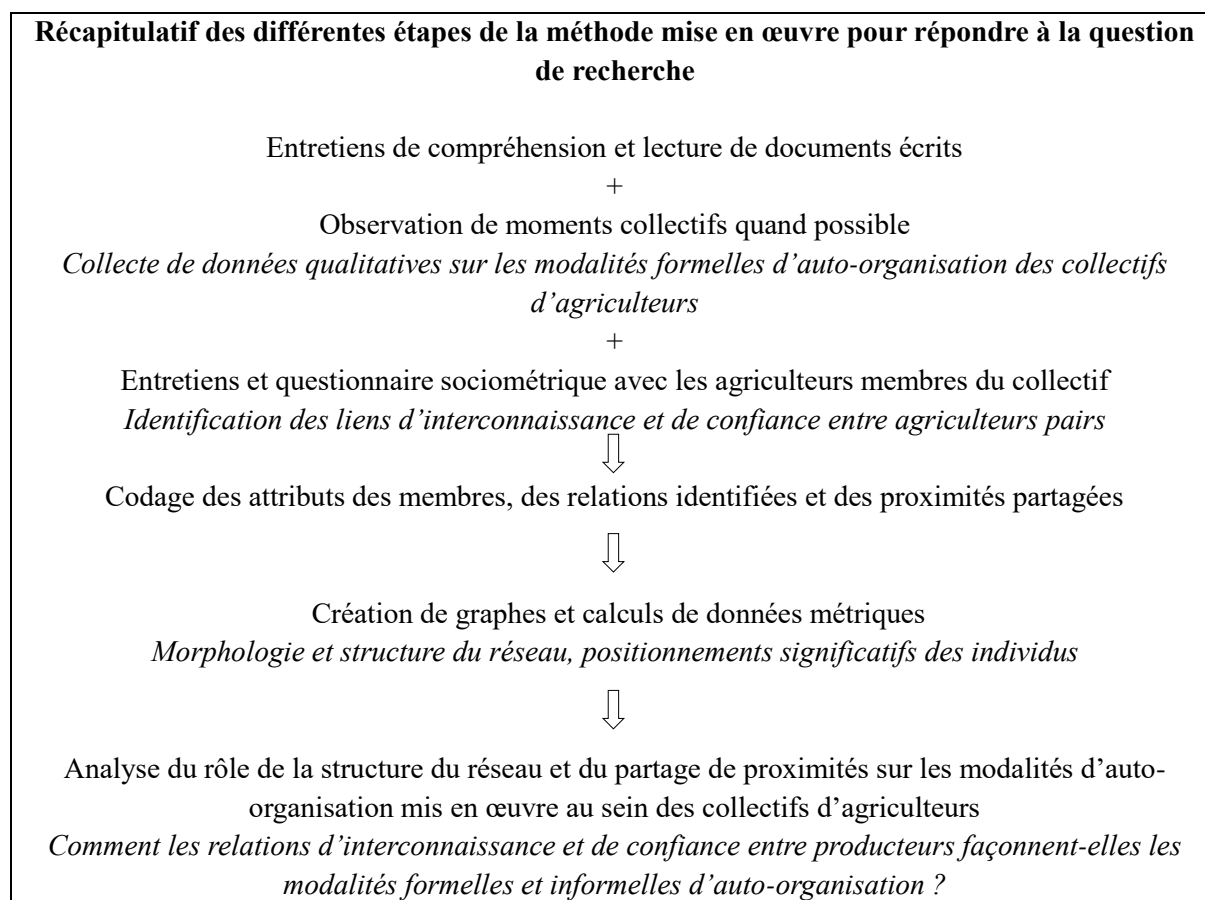 Récapitulatif des différentes étapes de la méthode mise en œuvre pour répondre à la question
de recherche
Entretiens de compréhension et lecture de documents écrits
+
Observation de moments collectifs quand possible
Collecte de données qualitatives sur les modalités formelles d’auto-organisation des collectifs
d’agriculteurs
+
Entretiens et questionnaire sociométrique avec les agriculteurs membres du collectif
Identification des liens d’interconnaissance et de confiance entre agriculteurs pairs
Codage des attributs des membres, des relations identifiées et des proximités partagées
Création de graphes et calculs de données métriques
Morphologie et structure du réseau, positionnements significatifs des individus
Analyse du rôle de la structure du réseau et du partage de proximités sur les modalités d’auto-
organisation mis en œuvre au sein des collectifs d’agriculteurs
Comment les relations d’interconnaissance et de confiance entre producteurs façonnent-elles les
modalités formelles et informelles d’auto-organisation ?